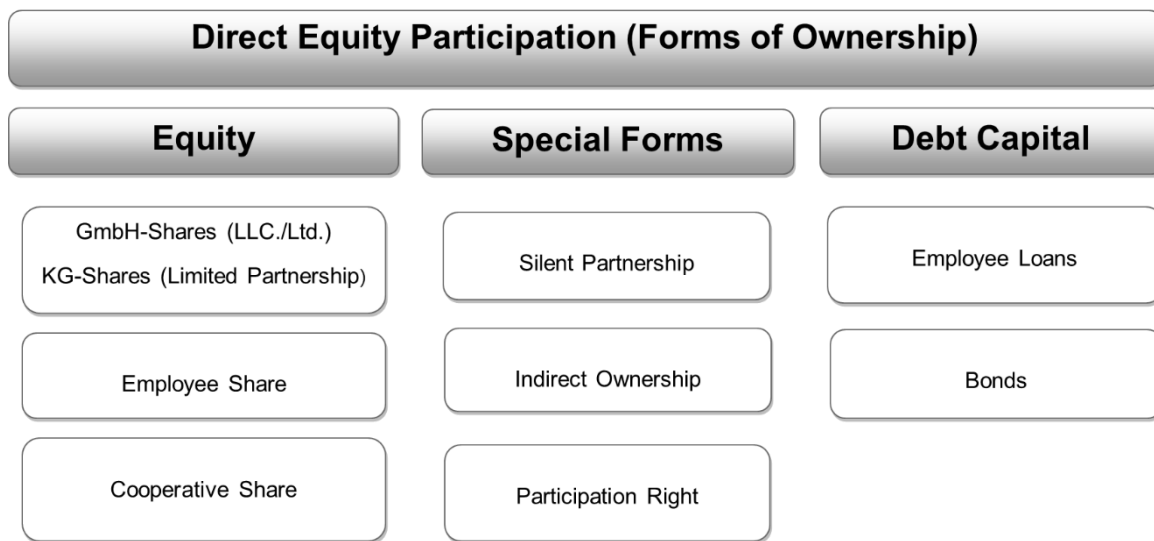 Direct Equity Participation (Forms of Ownership)
Equity
GmbH-Shares (LLC./Ltd.)
KG-Shares (Limited Partnership)
Employee Share
Cooperative Share
Special Forms
Silent Partnership
Indirect Ownership
Participation Right
Debt Capital
Employee Loans
Bonds